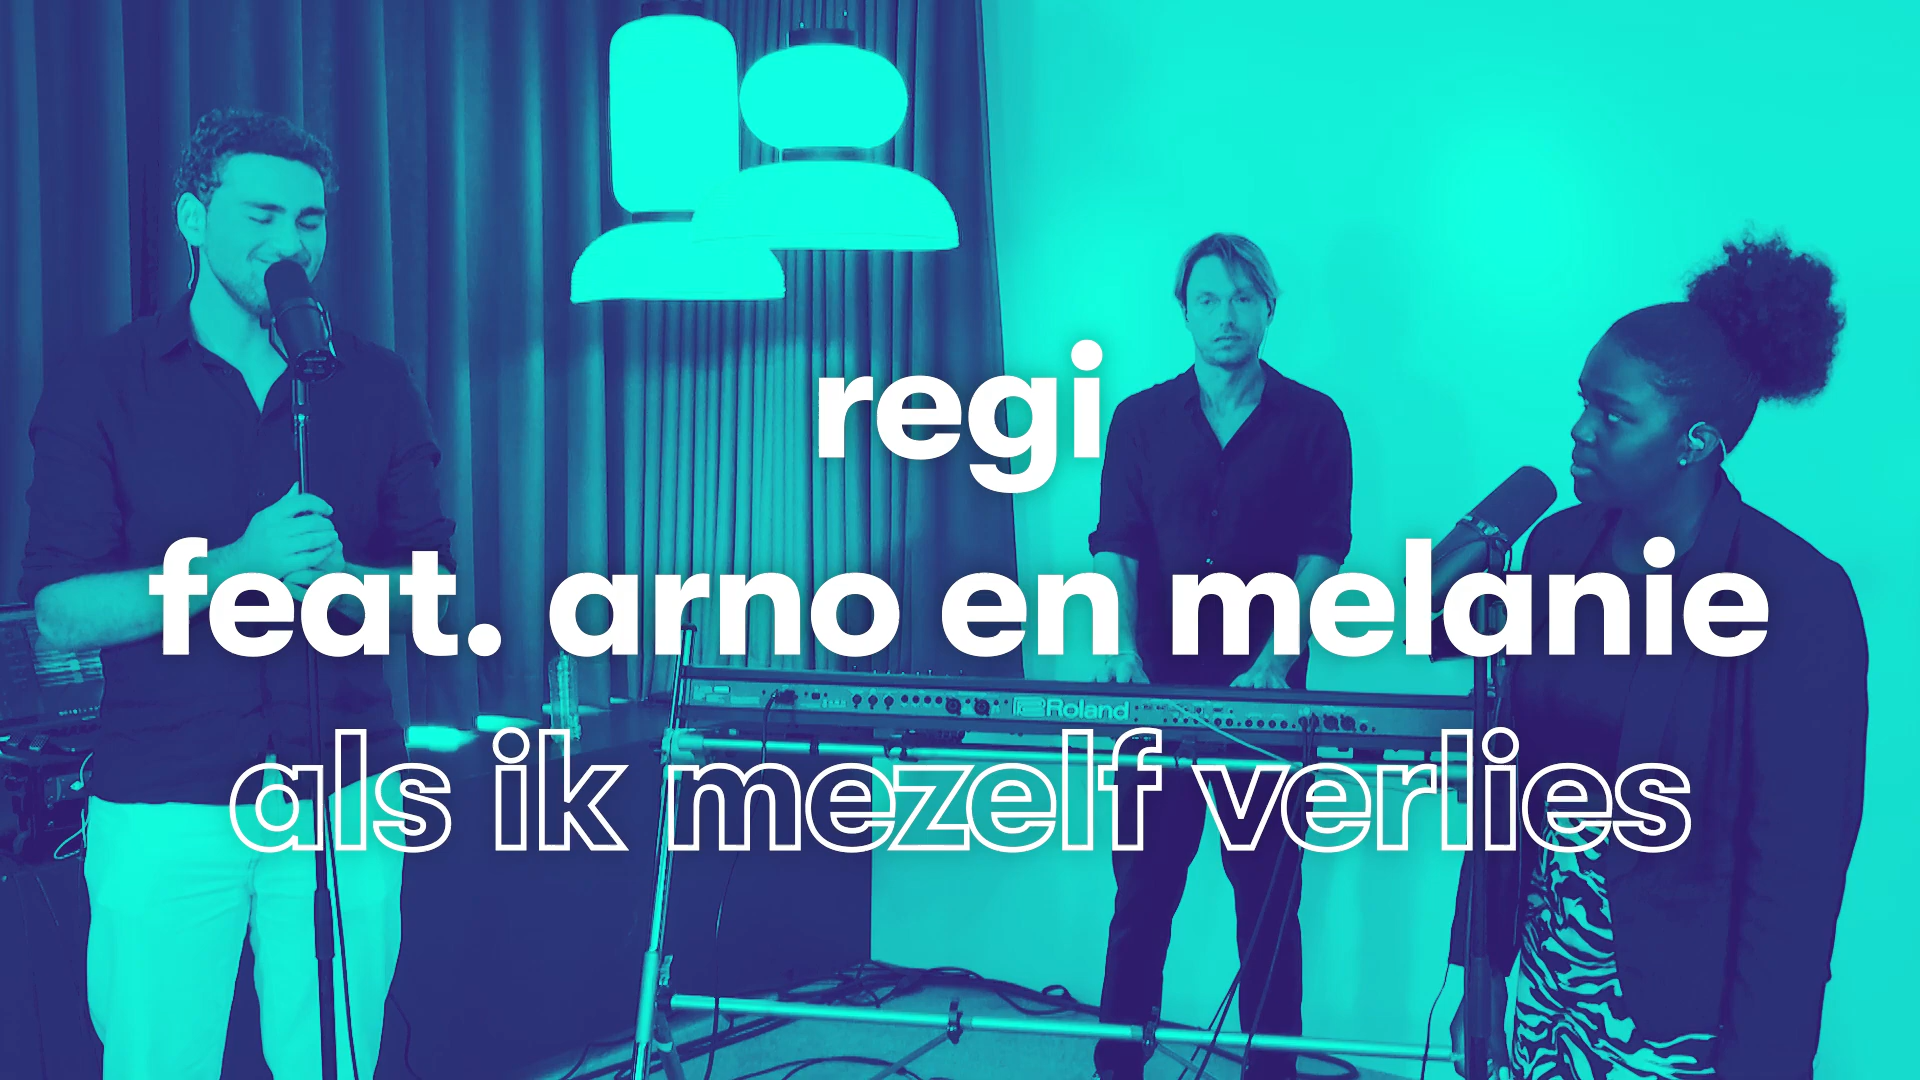 regi
feat. arno en melanie
Roland
als ik mezelf verlies